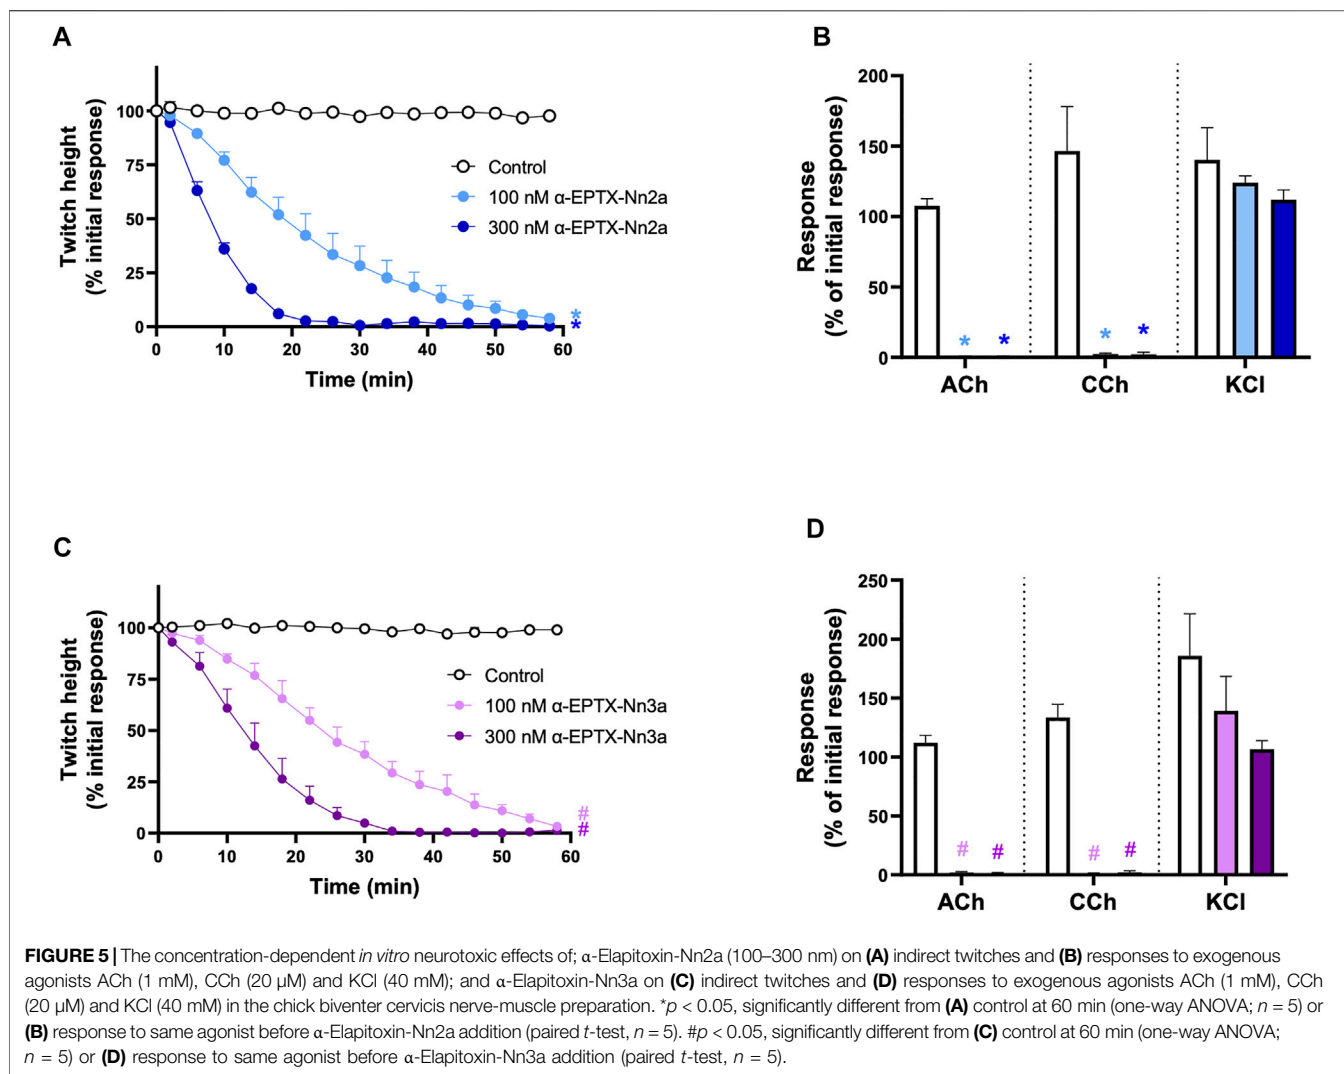 A
Twitch height
(% initial response)
100
75
50
25
0
0 10 20 30 40 50 60
Time (min)
Control
100 nM α-EPTX-Nn2a
300 nM α-EPTX-Nn2a
*
*
B
Response
(% of initial response)
200
150
100
50
0
* *
* *
ACh CCh KCl
C
Twitch height
(% initial response)
100
75
50
25
0
0 10 20 30 40 50 60
Time (min)
Control
100 nM α-EPTX-Nn3a
300 nM α-EPTX-Nn3a
#
#
D
Response
(% of initial response)
250
200
150
100
50
0
# #
# #
ACh CCh KCl
FIGURE 5 | The concentration-dependent in vitro neurotoxic effects of; α-Elapitoxin-Nn2a (100–300 nm) on (A) indirect twitches and (B) responses to exogenous
agonists ACh (1 mM), CCh (20 µM) and KCl (40 mM); and α-Elapitoxin-Nn3a on (C) indirect twitches and (D) responses to exogenous agonists ACh (1 mM), CCh
(20 µM) and KCl (40 mM) in the chick biventer cervicis nerve-muscle preparation. *p < 0.05, significantly different from (A) control at 60 min (one-way ANOVA; n = 5) or
(B) response to same agonist before α-Elapitoxin-Nn2a addition (paired t-test, n = 5). #p < 0.05, significantly different from (C) control at 60 min (one-way ANOVA;
n = 5) or (D) response to same agonist before α-Elapitoxin-Nn3a addition (paired t-test, n = 5).